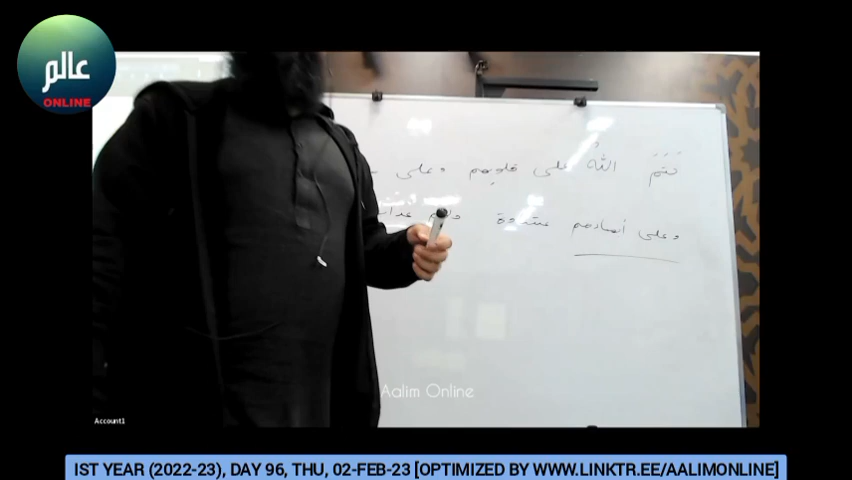 عالم
ONLINE
خَتَمَ اللهُ على قلوبهم وعلى
وعلى أبصارهم غشاوة ولهم عذاب
Aalim Online
Account1
IST YEAR (2022-23), DAY 96, THU, 02-FEB-23 [OPTIMIZED BY WWW.LINKTR.EE/AALIMONLINE]